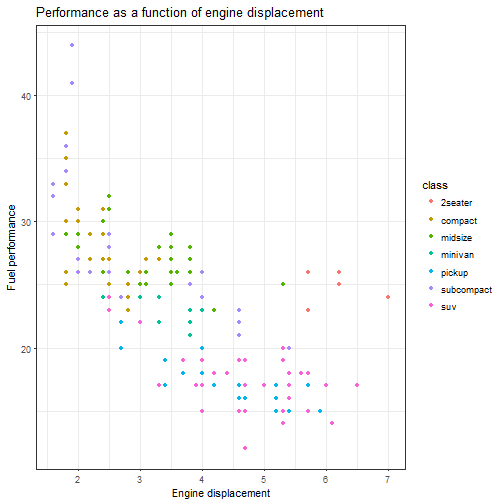 Performance as a function of engine displacement
Fuel performance
40
30
20
2 3 4 5 6 7
Engine displacement
class
2seater
compact
midsize
minivan
pickup
subcompact
suv